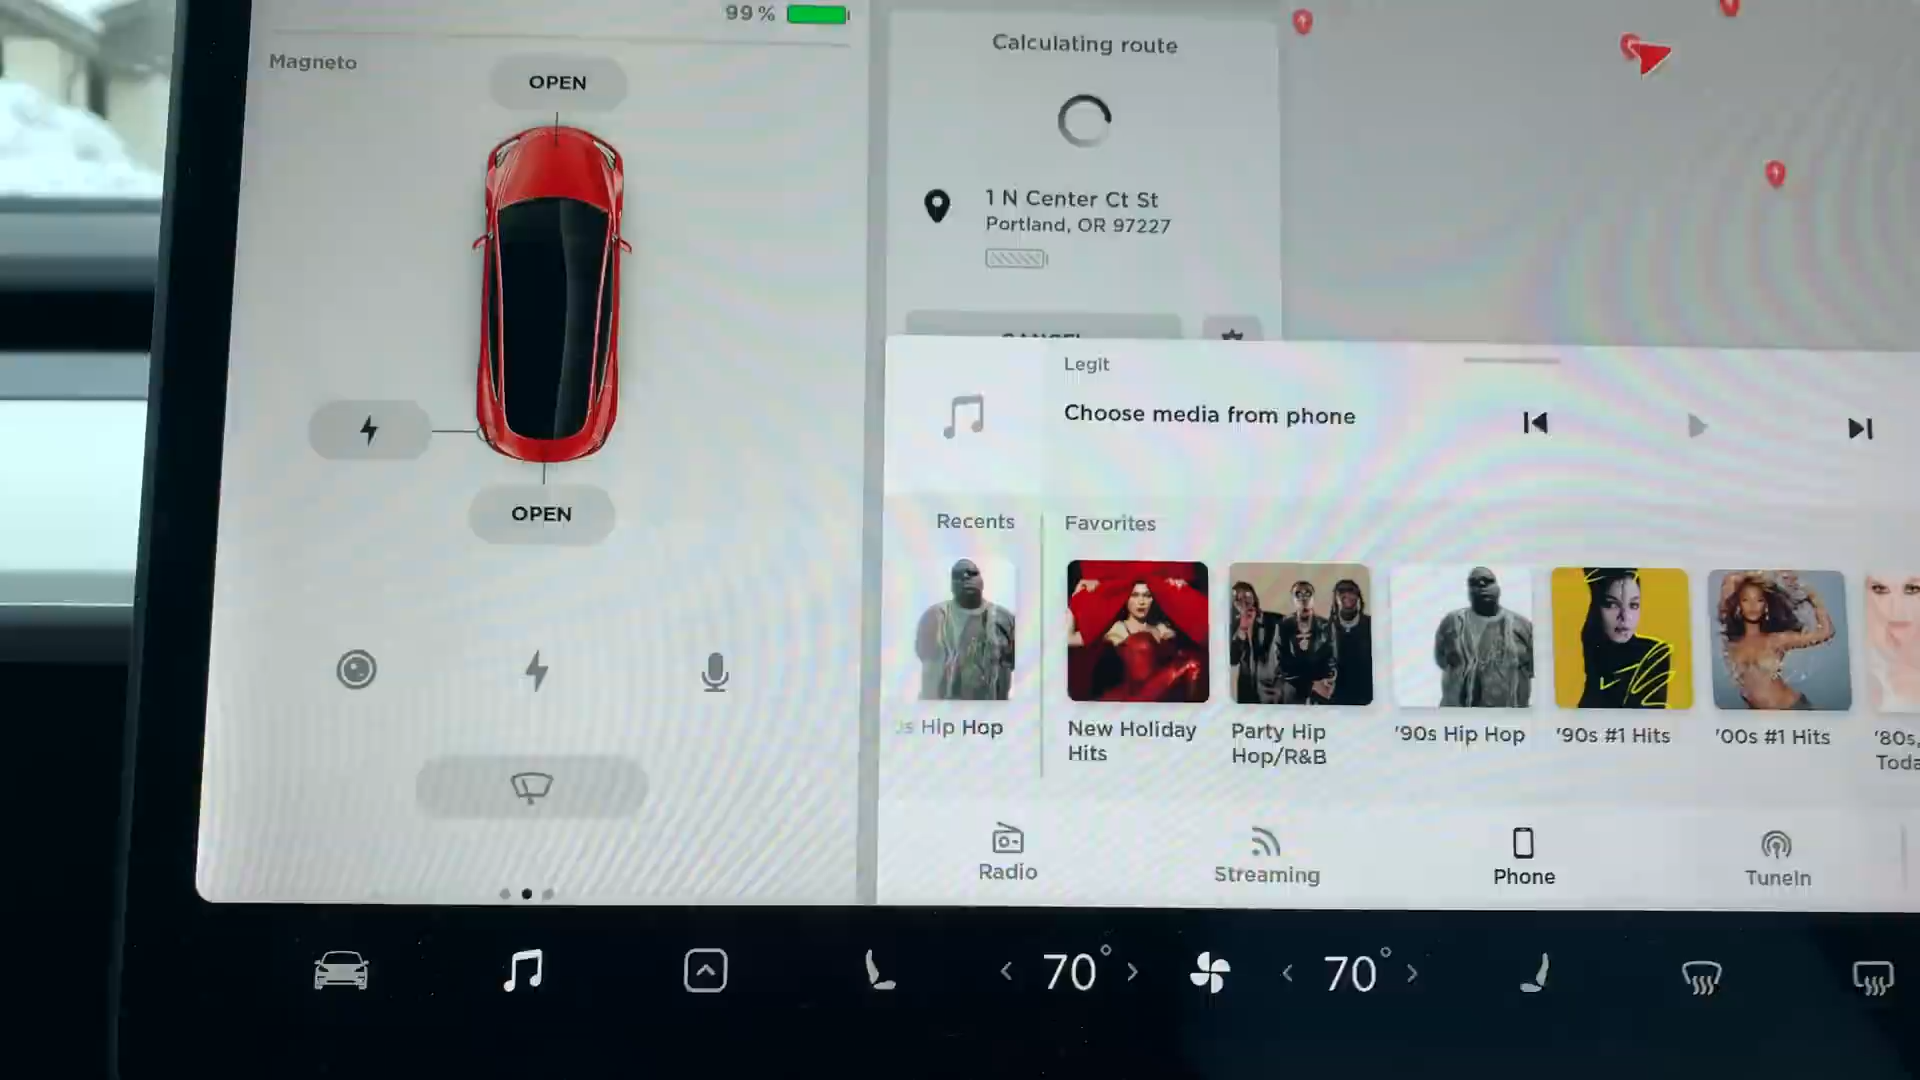 99%
Magneto
OPEN
OPEN
Calculating route
1 N Center Ct St
Portland, OR 97227
CANCEL
Legit
Choose media from phone
Recents
Favorites
Hip Hop
New Holiday
Hits
Party Hip
Hop/R&B
'90s Hip Hop
'90s #1 Hits
'00s #1 Hits
'80s,
Radio
Streaming
Phone
TuneIn
70°
70°